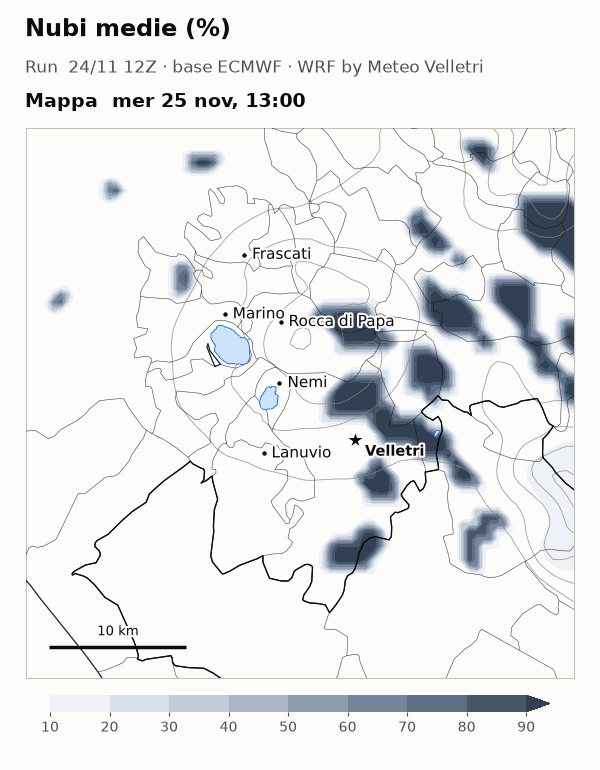 Nubi medie (%)
Run  24/11 12Z · base ECMWF · WRF by Meteo Velletri
Mappa  mer 25 nov, 13:00
Frascati
Marino
Rocca di Papa
Nemi
Velletri
Lanuvio
10 km
10 20 30 40 50 60 70 80 90